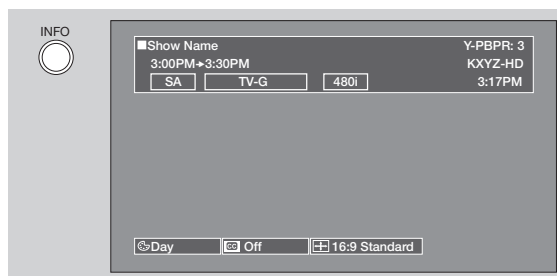 INFO
■Show Name Y-PBPR: 3
3:00PM→3:30PM KXYZ-HD
SA TV-G 480i 3:17PM
Day CC Off 16:9 Standard